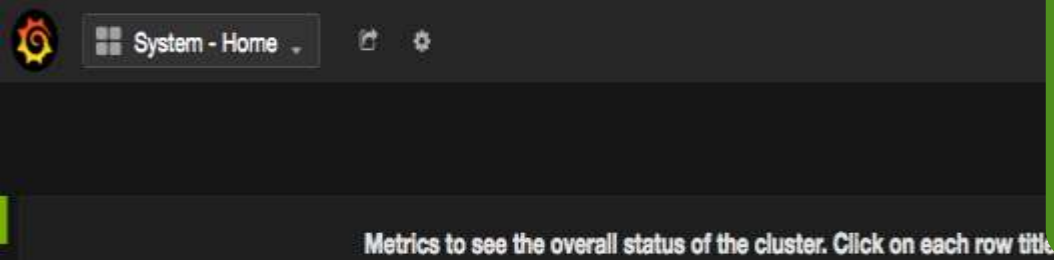 System - Home
Metrics to see the overall status of the cluster. Click on each row title